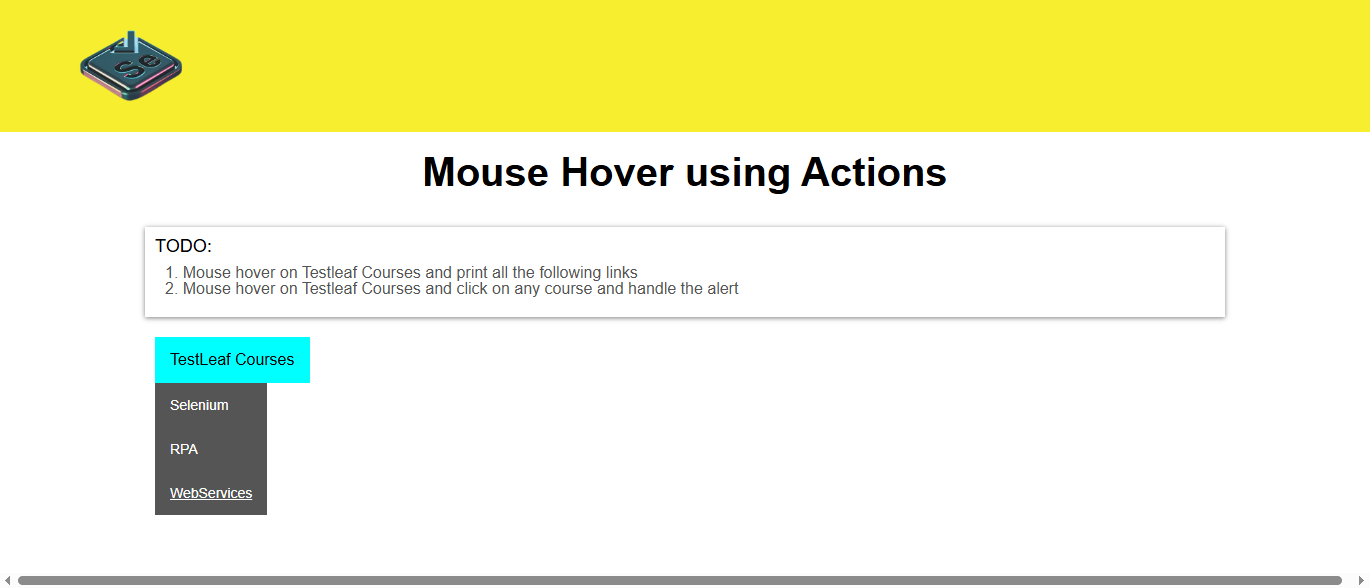 Se
Mouse Hover using Actions
TODO:
1. Mouse hover on Testleaf Courses and print all the following links
2. Mouse hover on Testleaf Courses and click on any course and handle the alert
TestLeaf Courses
Selenium
RPA
WebServices